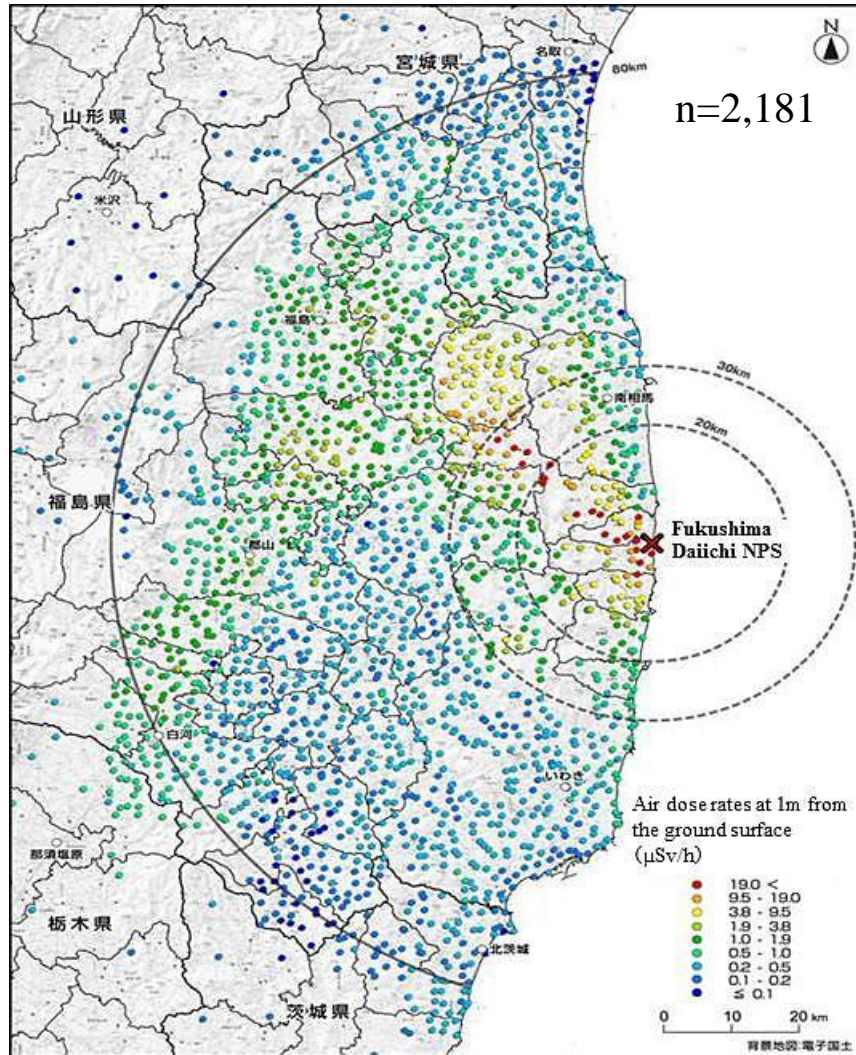 名取
宮城県
80km
N
n=2,181
山形県
米沢
福島
30km
南相馬
20km
福島県
郡山
Fukushima
Daiichi NPS
白河
いわき
Air dose rates at 1m from
the ground surface
(μSv/h)
那須塩原
19.0 <
9.5 - 19.0
3.8 - 9.5
1.9 - 3.8
1.0 - 1.9
0.5 - 1.0
0.2 - 0.5
0.1 - 0.2
≦ 0.1
栃木県
北茨城
茨城県
0 10 20 km
背景地図:電子国土